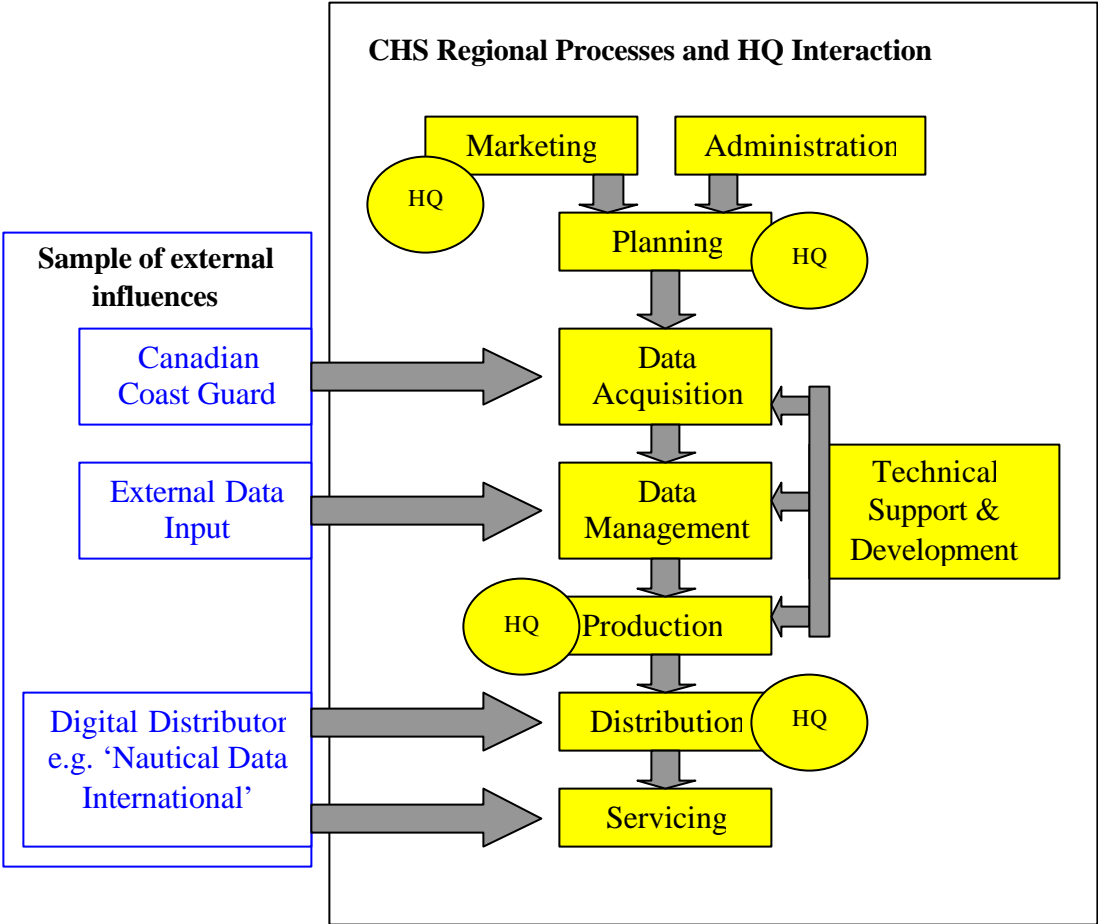 CHS Regional Processes and HQ Interaction
Marketing
Administration
HQ
Planning
HQ
Sample of external
influences
Canadian
Coast Guard
Data
Acquisition
External Data
Input
Data
Management
Technical
Support &
Development
HQ
Production
Digital Distributor
e.g. ‘Nautical Data
International’
Distribution
HQ
Servicing